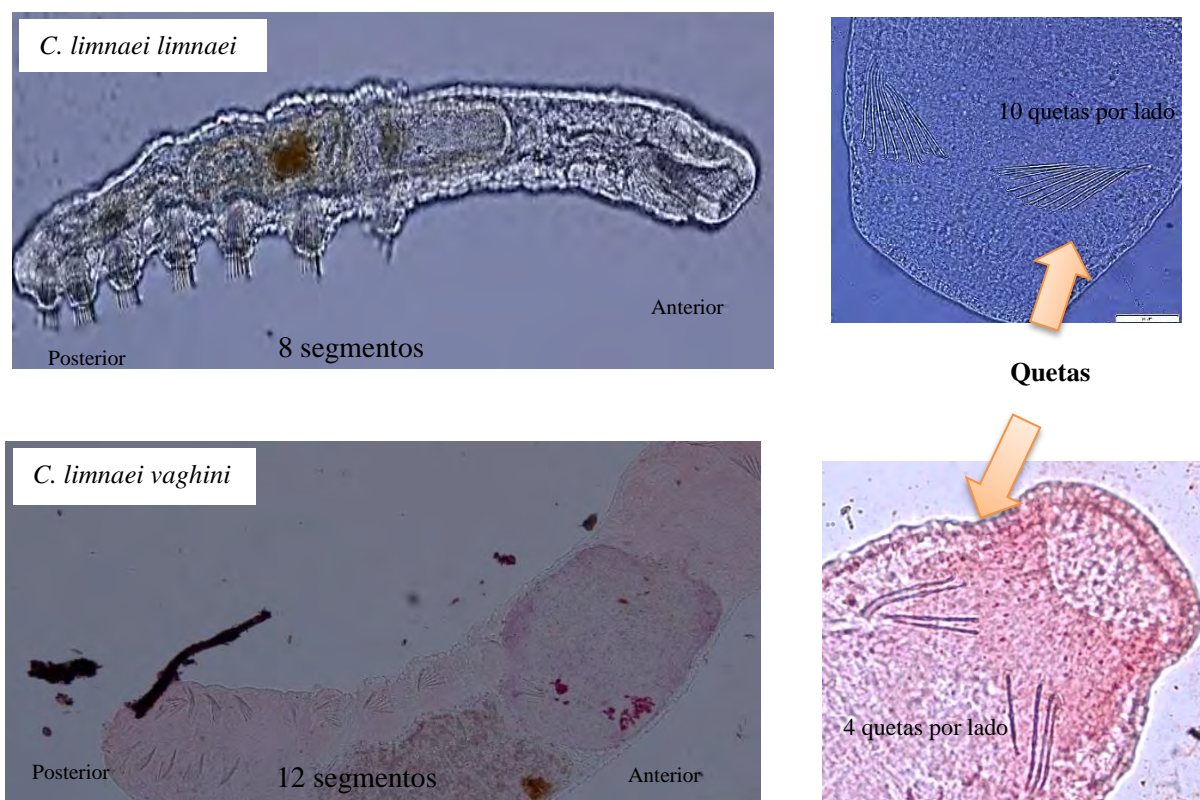 C. limnaei limnaei
10 quetas por lado
Anterior
8 segmentos
Posterior
Quetas
C. limnaei vaghini
4 quetas por lado
Posterior
12 segmentos
Anterior